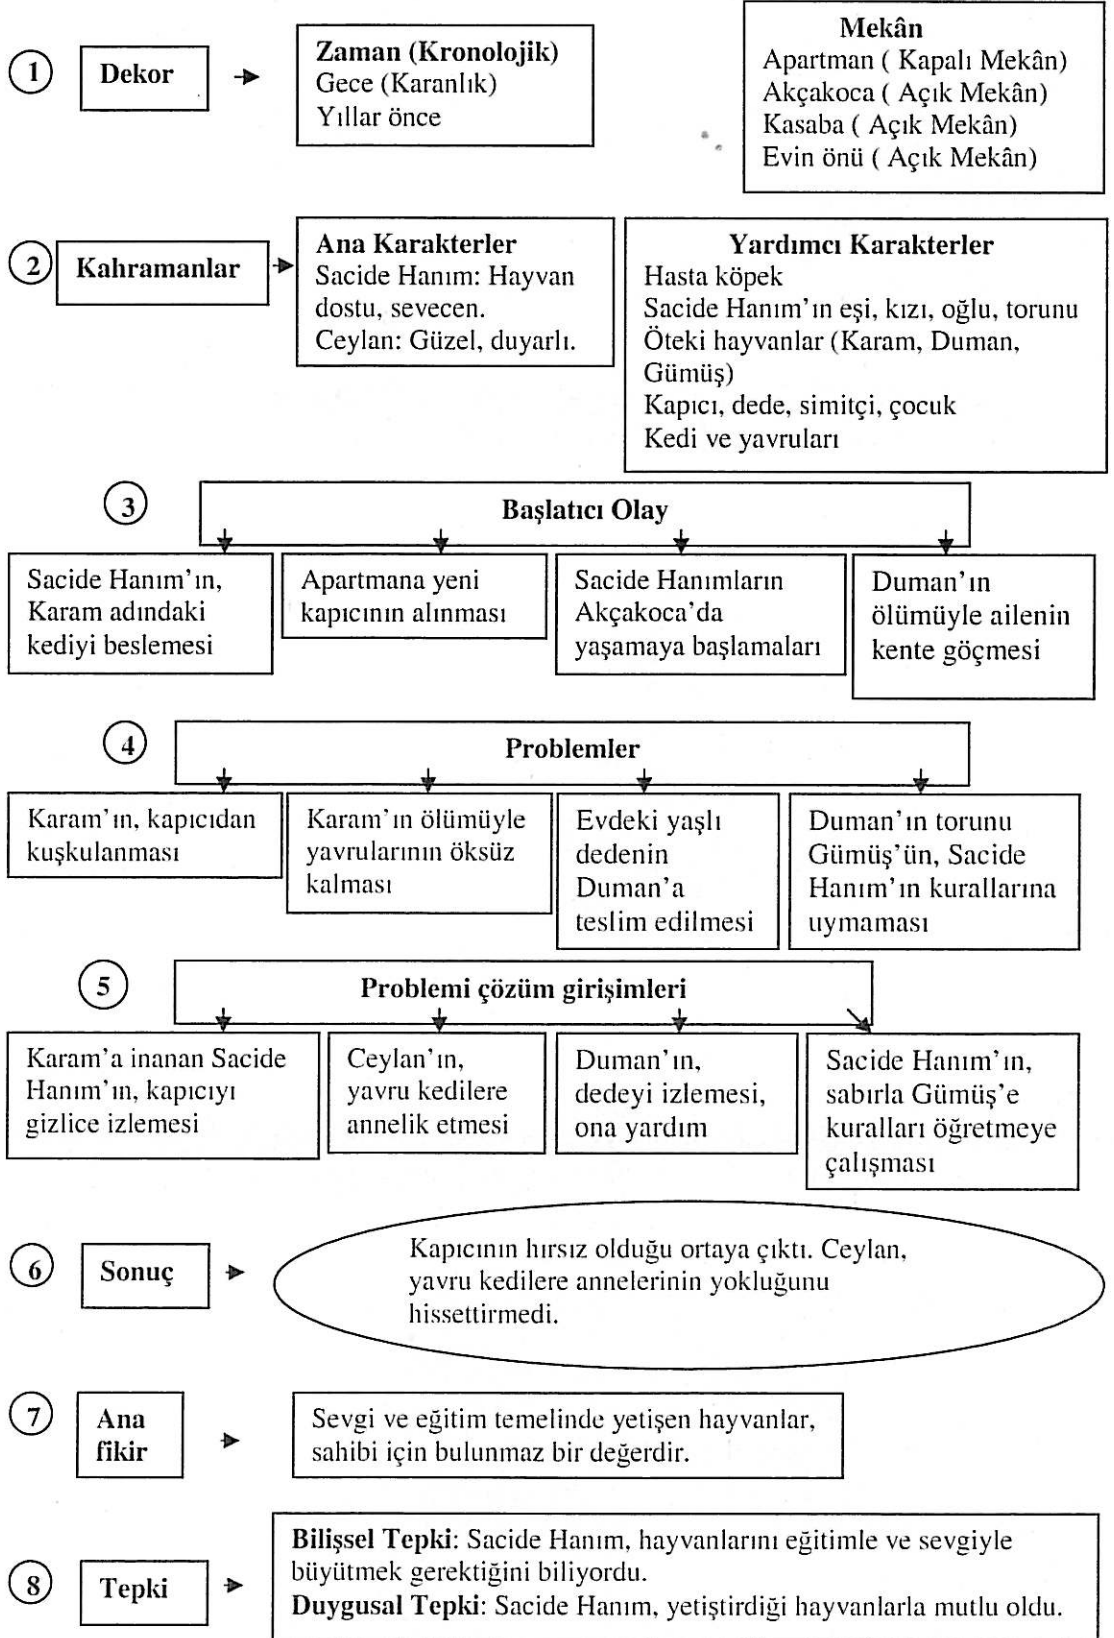 1
Dekor
Zaman (Kronolojik)
Gece (Karanlık)
Yıllar önce
Mekân
Apartman ( Kapalı Mekân)
Akçakoca ( Açık Mekân)
Kasaba ( Açık Mekân)
Evin önü ( Açık Mekân)
2
Kahramanlar
Ana Karakterler
Sacide Hanım: Hayvan
dostu, sevecen.
Ceylan: Güzel, duyarlı.
Yardımcı Karakterler
Hasta köpek
Sacide Hanım’ın eşi, kızı, oğlu, torunu
Öteki hayvanlar (Karam, Duman,
Gümüş)
Kapıcı, dede, simitçi, çocuk
Kedi ve yavruları
3
Başlatıcı Olay
Sacide Hanım’ın,
Karam adındaki
kediyi beslemesi
Apartmana yeni
kapıcının alınması
Sacide Hanımların
Akçakoca’da
yaşamaya başlamaları
Duman’ın
ölümüyle ailenin
kente göçmesi
4
Problemler
Karam’ın, kapıcıdan
kuşkulanması
Karam’ın ölümüyle
yavrularının öksüz
kalması
Evdeki yaşlı
dedenin
Duman’a
teslim edilmesi
Duman’ın torunu
Gümüş’ün, Sacide
Hanım’ın kurallarına
uymaması
5
Problemi çözüm girişimleri
Karam’a inanan Sacide
Hanım’ın, kapıcıyı
gizlice izlemesi
Ceylan’ın,
yavru kedilere
annelik etmesi
Duman’ın,
dedeyi izlemesi,
ona yardım
Sacide Hanım’ın,
sabırla Gümüş’e
kuralları öğretmeye
çalışması
6
Sonuç
Kapıcının hırsız olduğu ortaya çıktı. Ceylan,
yavru kedilere annelerinin yokluğunu
hissettirmedi.
7
Ana
fikir
Sevgi ve eğitim temelinde yetişen hayvanlar,
sahibi için bulunmaz bir değerdir.
8
Tepki
Bilişsel Tepki: Sacide Hanım, hayvanlarını eğitimle ve sevgiyle
büyütmek gerektiğini biliyordu.
Duygusal Tepki: Sacide Hanım, yetiştirdiği hayvanlarla mutlu oldu.